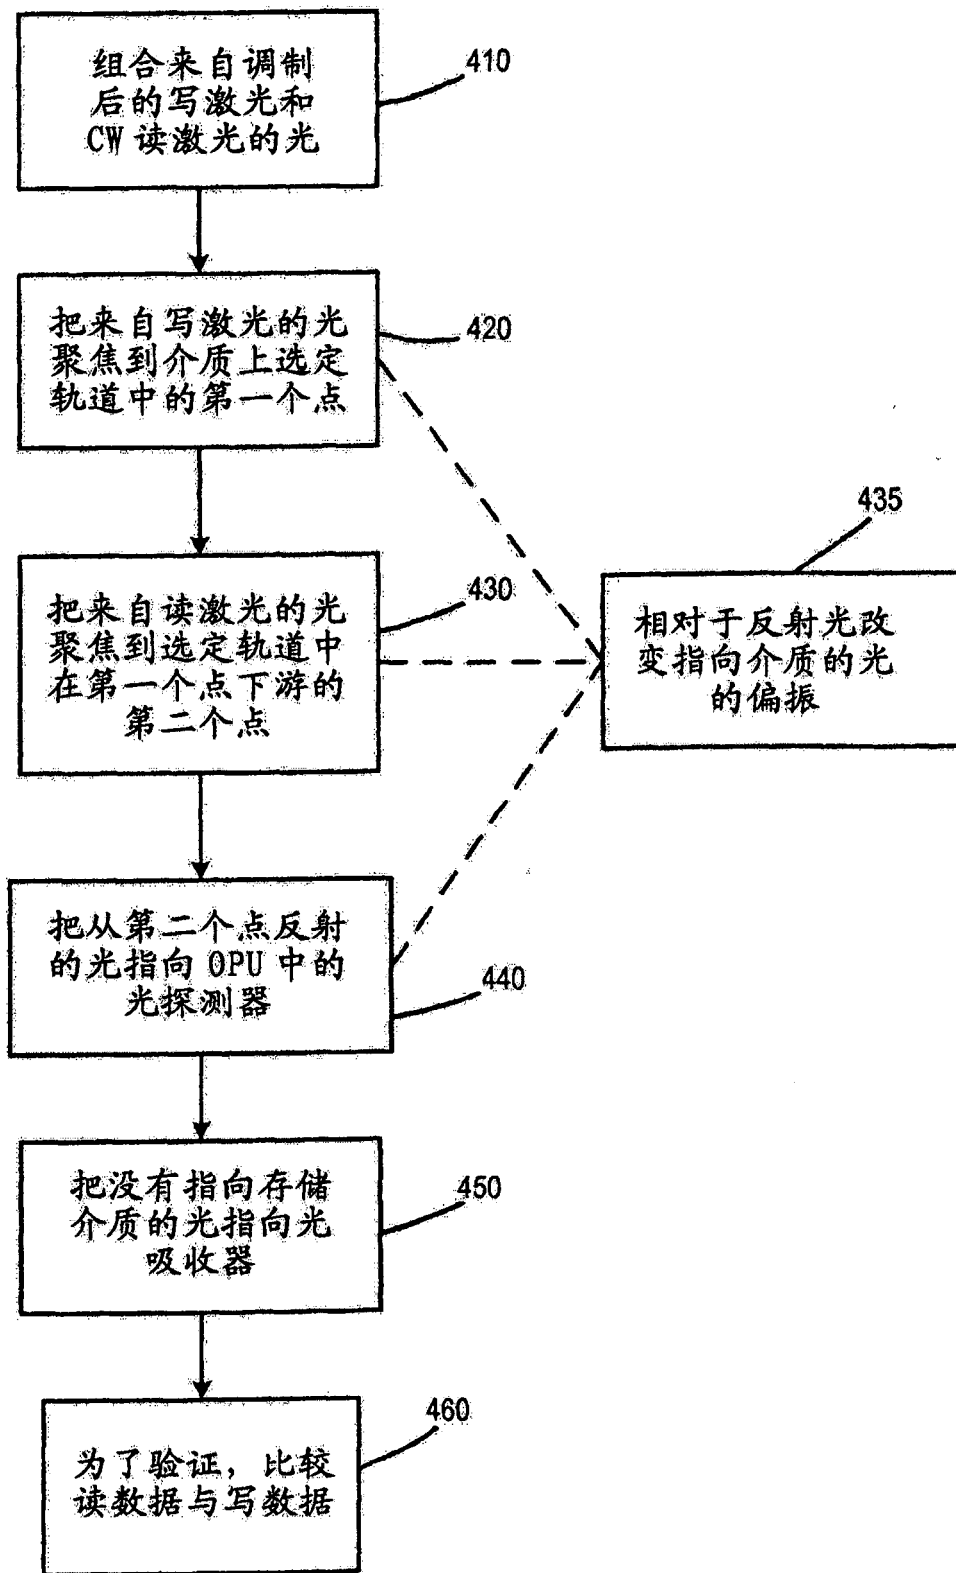 组合来自调制
后的写激光和
CW 读激光的光
410
把来自写激光的光
聚焦到介质上选定
轨道中的第一个点
420
435
把来自读激光的光
聚焦到选定轨道中
在第一个点下游的
第二个点
430
相对于反射光改
变指向介质的光
的偏振
把从第二个点反射
的光指向 OPU 中的
光探测器
440
把没有指向存储
介质的光指向光
吸收器
450
460
为了验证，比较
读数据与写数据